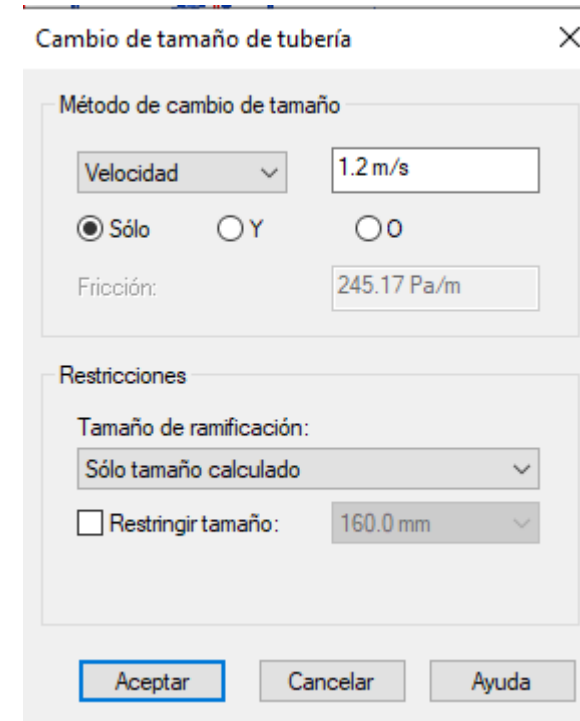 Cambio de tamaño de tubería
Método de cambio de tamaño
Velocidad 1.2 m/s
Sólo Y O
Fricción: 245.17 Pa/m
Restricciones
Tamaño de ramificación:
Sólo tamaño calculado
Restringir tamaño: 160.0 mm
Aceptar Cancelar Ayuda